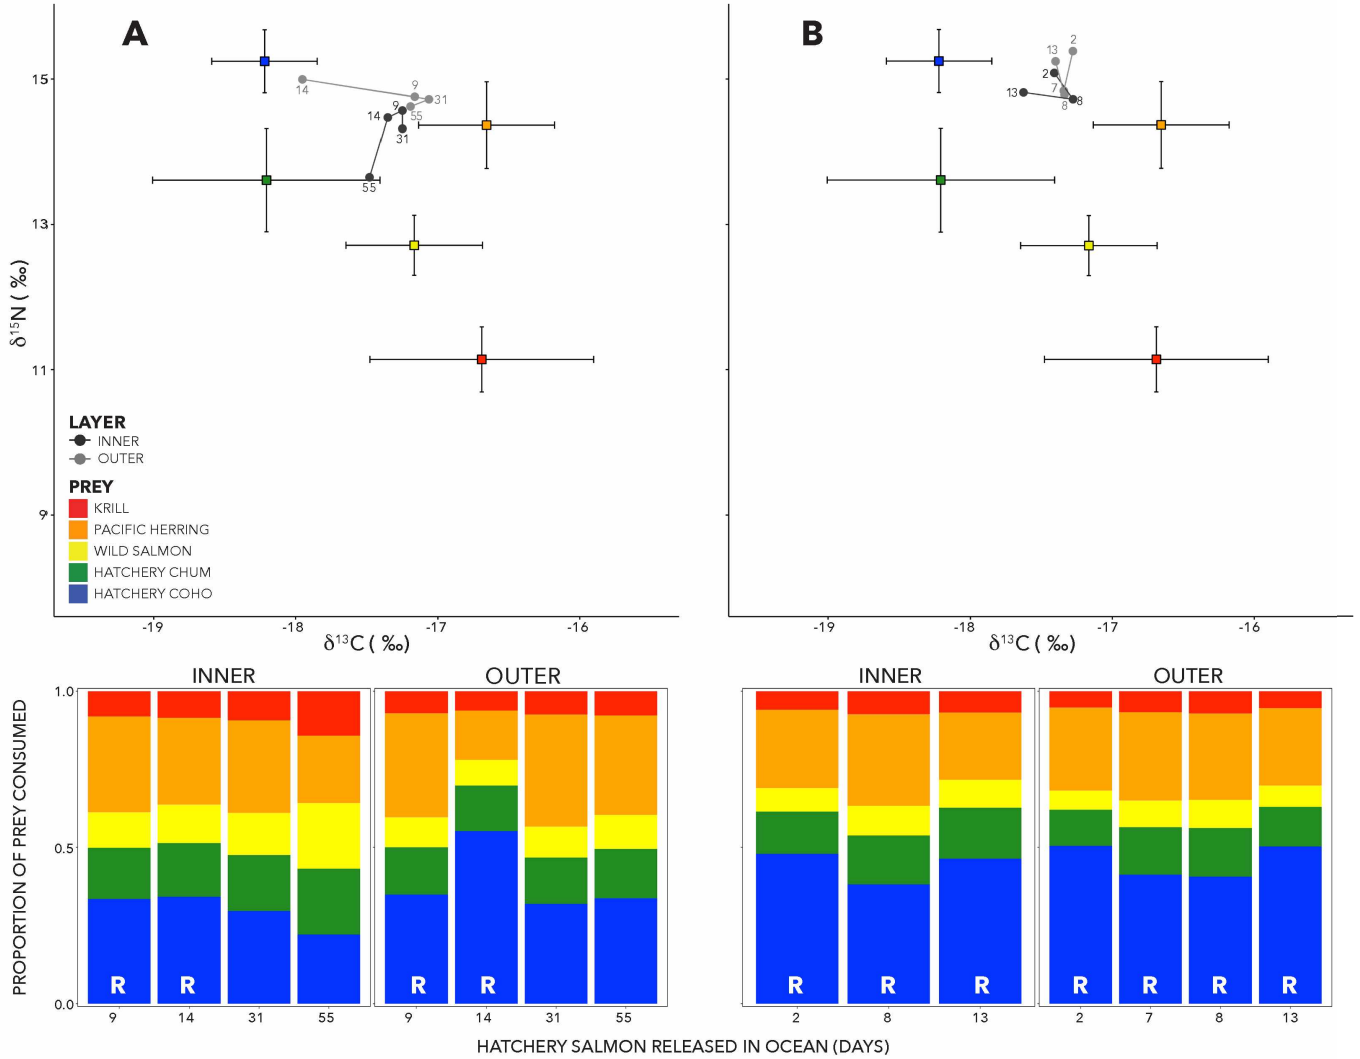 A
B
15
13
11
9
δ¹⁵N ( ‰)
14
9
31
55
9
14
31
55
2
13
2
7
8
13
8
LAYER
INNER
OUTER
PREY
KRILL
PACIFIC HERRING
WILD SALMON
HATCHERY CHUM
HATCHERY COHO
-19 -18 -17 -16
δ¹³C ( ‰)
-19 -18 -17 -16
δ¹³C ( ‰)
INNER OUTER INNER OUTER
PROPORTION OF PREY CONSUMED
1.0
0.5
0.0
R R R R R R R R R R R
9 14 31 55 9 14 31 55 2 8 13 2 7 8 13
HATCHERY SALMON RELEASED IN OCEAN (DAYS)